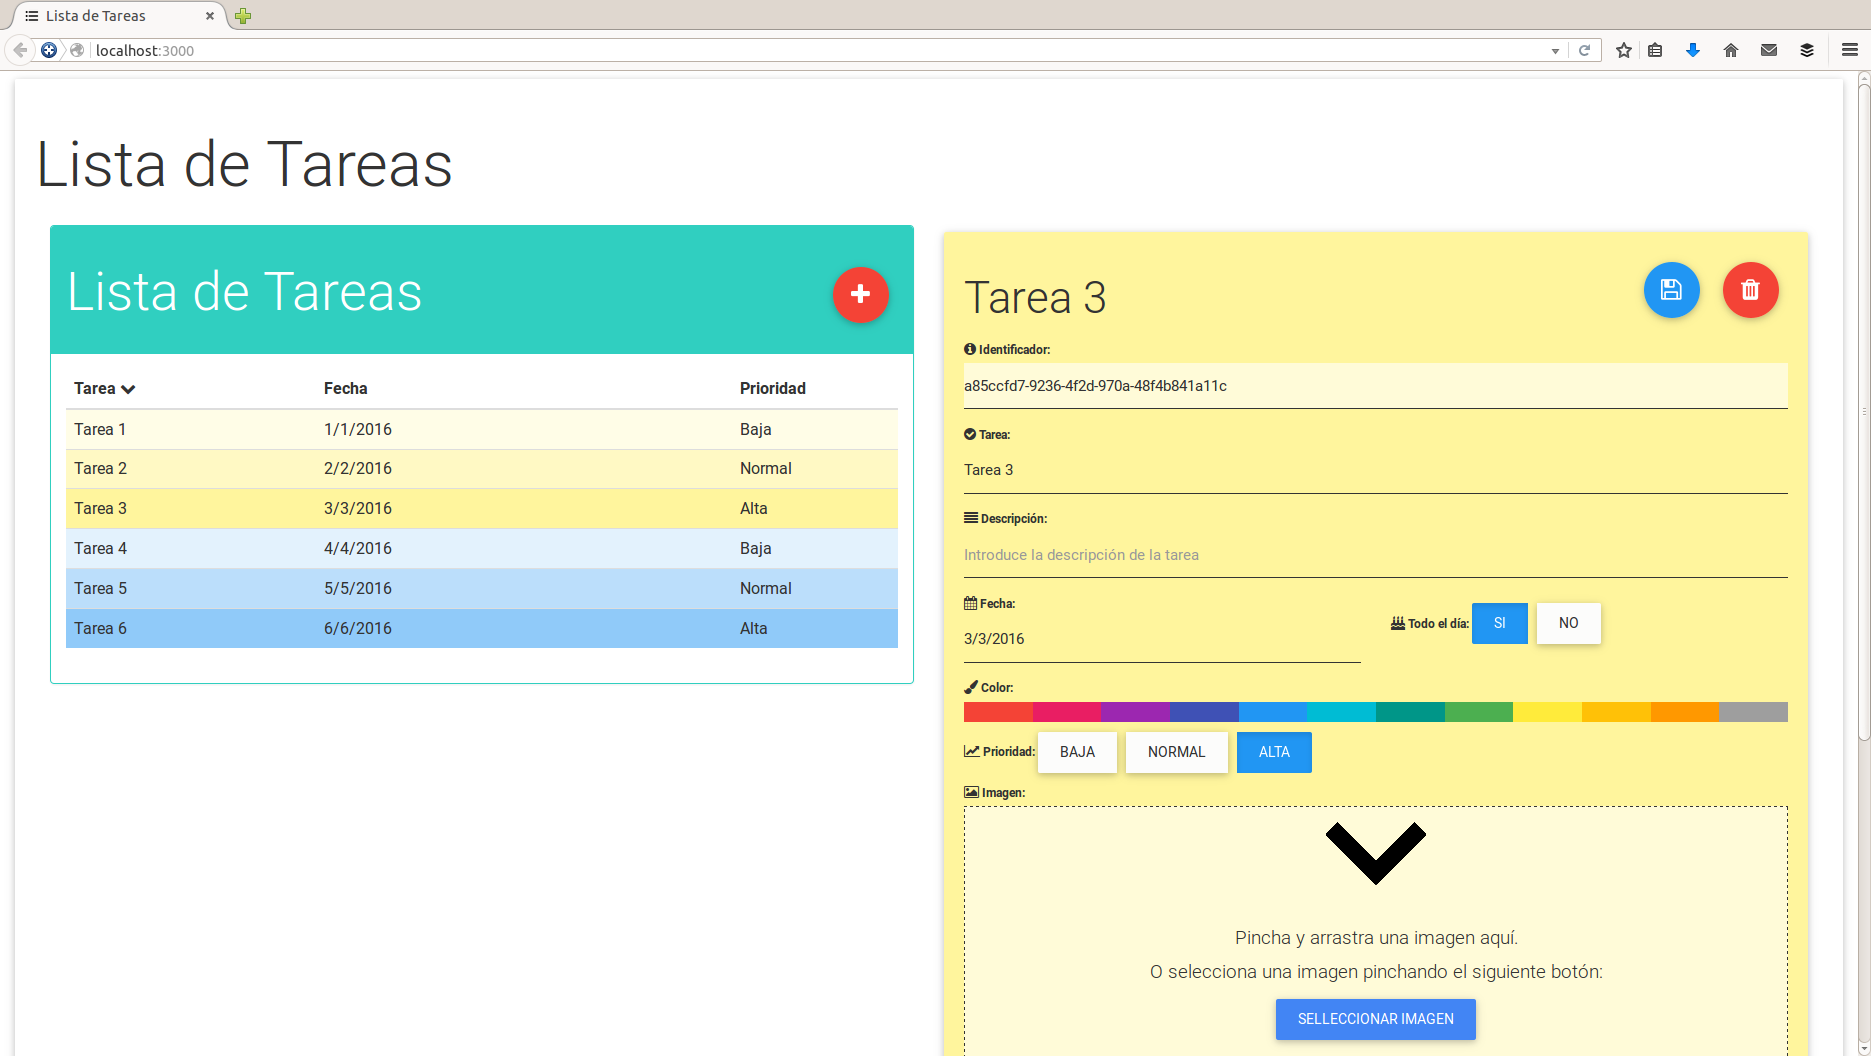 Lista de Tareas
localhost:3000
Lista de Tareas
Lista de Tareas
Tarea Fecha Prioridad
Tarea 1 1/1/2016 Baja
Tarea 2 2/2/2016 Normal
Tarea 3 3/3/2016 Alta
Tarea 4 4/4/2016 Baja
Tarea 5 5/5/2016 Normal
Tarea 6 6/6/2016 Alta
Tarea 3
Identificador:
a85ccfd7-9236-4f2d-970a-48f4b841a11c
Tarea:
Tarea 3
Descripción:
Introduce la descripción de la tarea
Fecha:
3/3/2016
Todo el día: SI NO
Color:
Prioridad: BAJA NORMAL ALTA
Imagen:
Pincha y arrastra una imagen aquí.
O selecciona una imagen pinchando el siguiente botón:
SELLECCIONAR IMAGEN